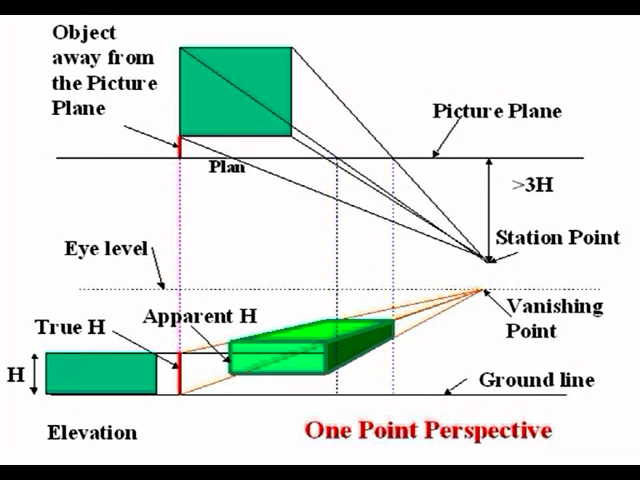 Object
away from
the Picture
Plane
Picture Plane
Plan
>3H
Station Point
Eye level
Vanishing
Point
Apparent H
True H
H
Ground line
Elevation
One Point Perspective